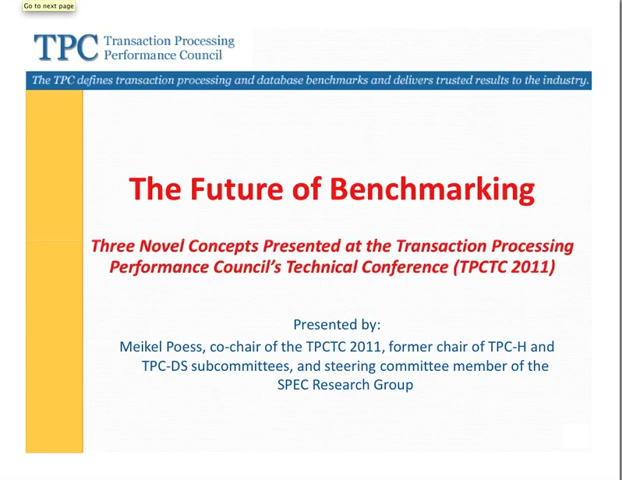 Go to next page
TPC Transaction Processing
Performance Council
The TPC defines transaction processing and database benchmarks and delivers trusted results to the industry.
The Future of Benchmarking
Three Novel Concepts Presented at the Transaction Processing
Performance Council's Technical Conference (TPCTC 2011)
Presented by:
Meikel Poess, co-chair of the TPCTC 2011, former chair of TPC-H and
TPC-DS subcommittees, and steering committee member of the
SPEC Research Group